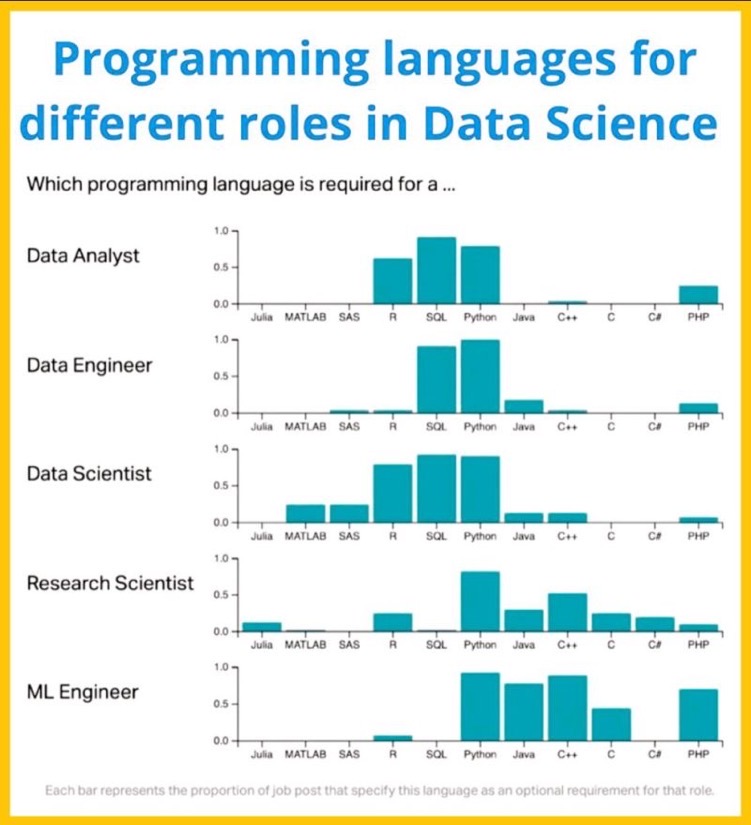 Programming languages for
different roles in Data Science
Which programming language is required for a ...
Data Analyst
1.0
0.5
0.0
Julia MATLAB SAS R SQL Python Java C++ C C# PHP
Data Engineer
1.0
0.5
0.0
Julia MATLAB SAS R SQL Python Java C++ C C# PHP
Data Scientist
1.0
0.5
0.0
Julia MATLAB SAS R SQL Python Java C++ C C# PHP
Research Scientist
1.0
0.5
0.0
Julia MATLAB SAS R SQL Python Java C++ C C# PHP
ML Engineer
1.0
0.5
0.0
Julia MATLAB SAS R SQL Python Java C++ C C# PHP
Each bar represents the proportion of job post that specify this language as an optional requirement for that role.